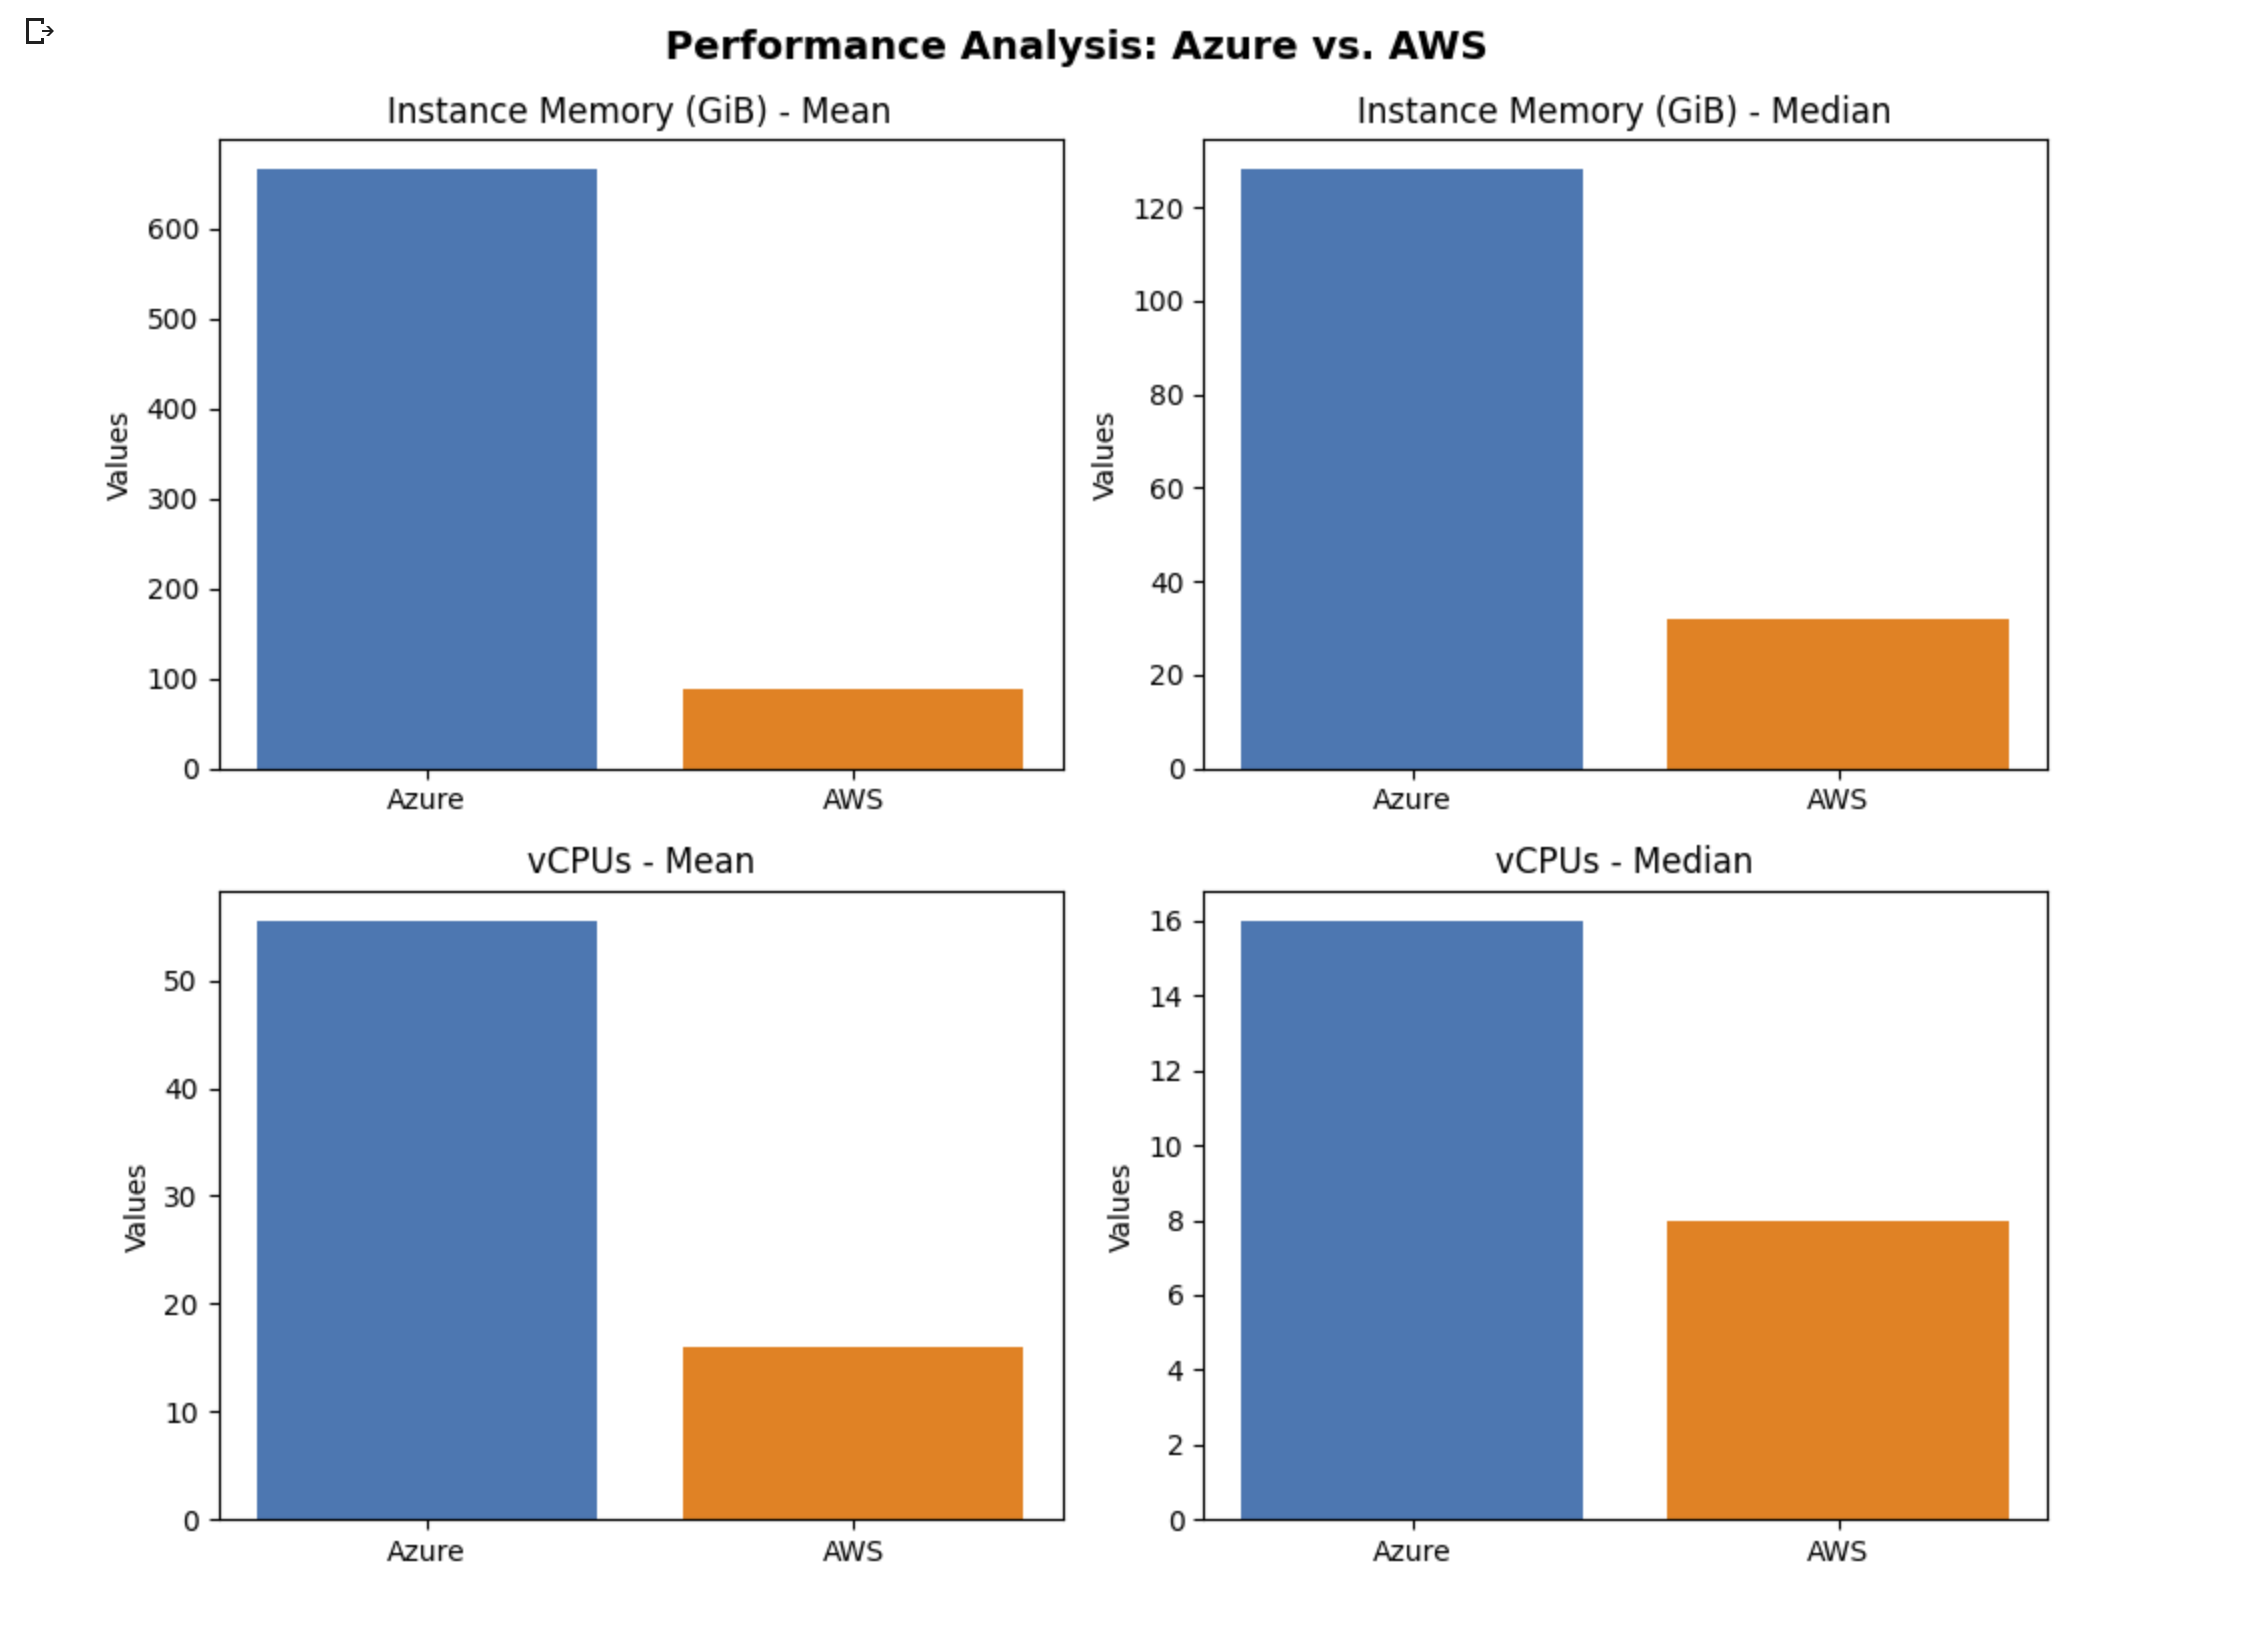 Performance Analysis: Azure vs. AWS
Instance Memory (GiB) - Mean
Values
600
500
400
300
200
100
0
Azure
AWS
Instance Memory (GiB) - Median
Values
120
100
80
60
40
20
0
Azure
AWS
vCPUs - Mean
Values
50
40
30
20
10
0
Azure
AWS
vCPUs - Median
Values
16
14
12
10
8
6
4
2
0
Azure
AWS